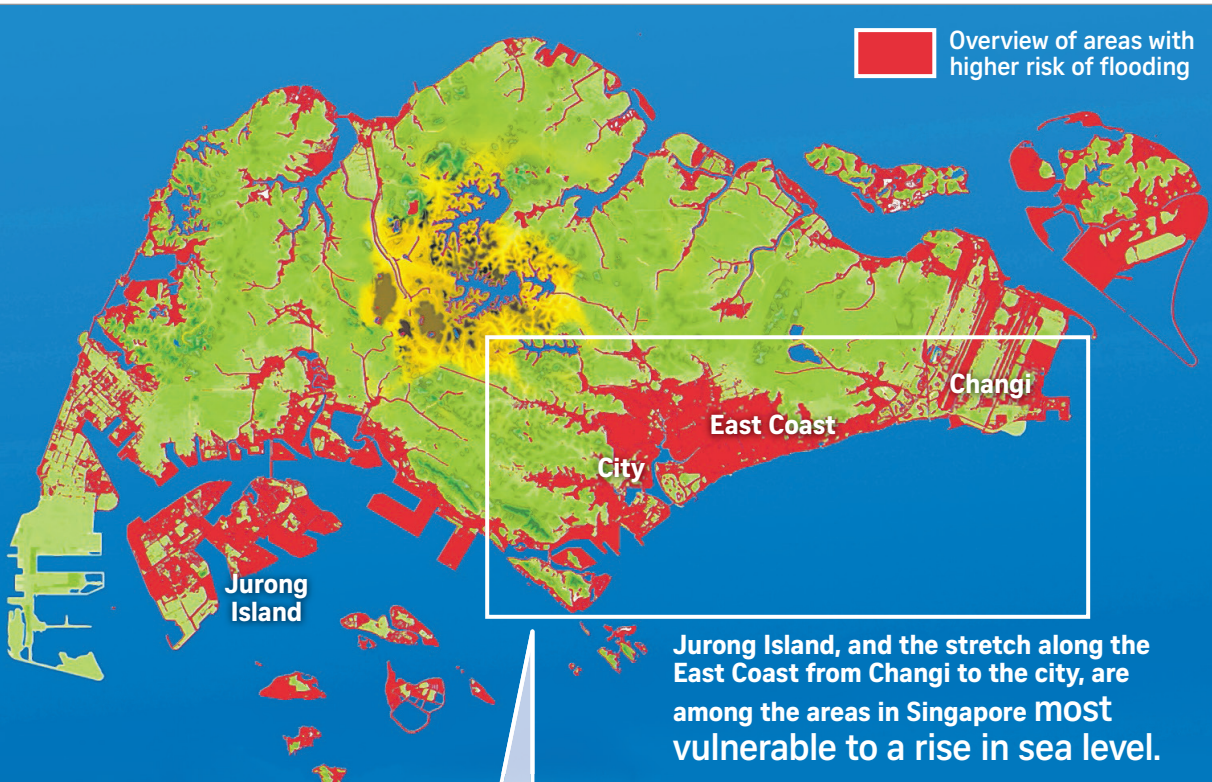 Overview of areas with
higher risk of flooding
Changi
East Coast
City
Jurong
Island
Jurong Island, and the stretch along the
East Coast from Changi to the city, are
among the areas in Singapore most
vulnerable to a rise in sea level.